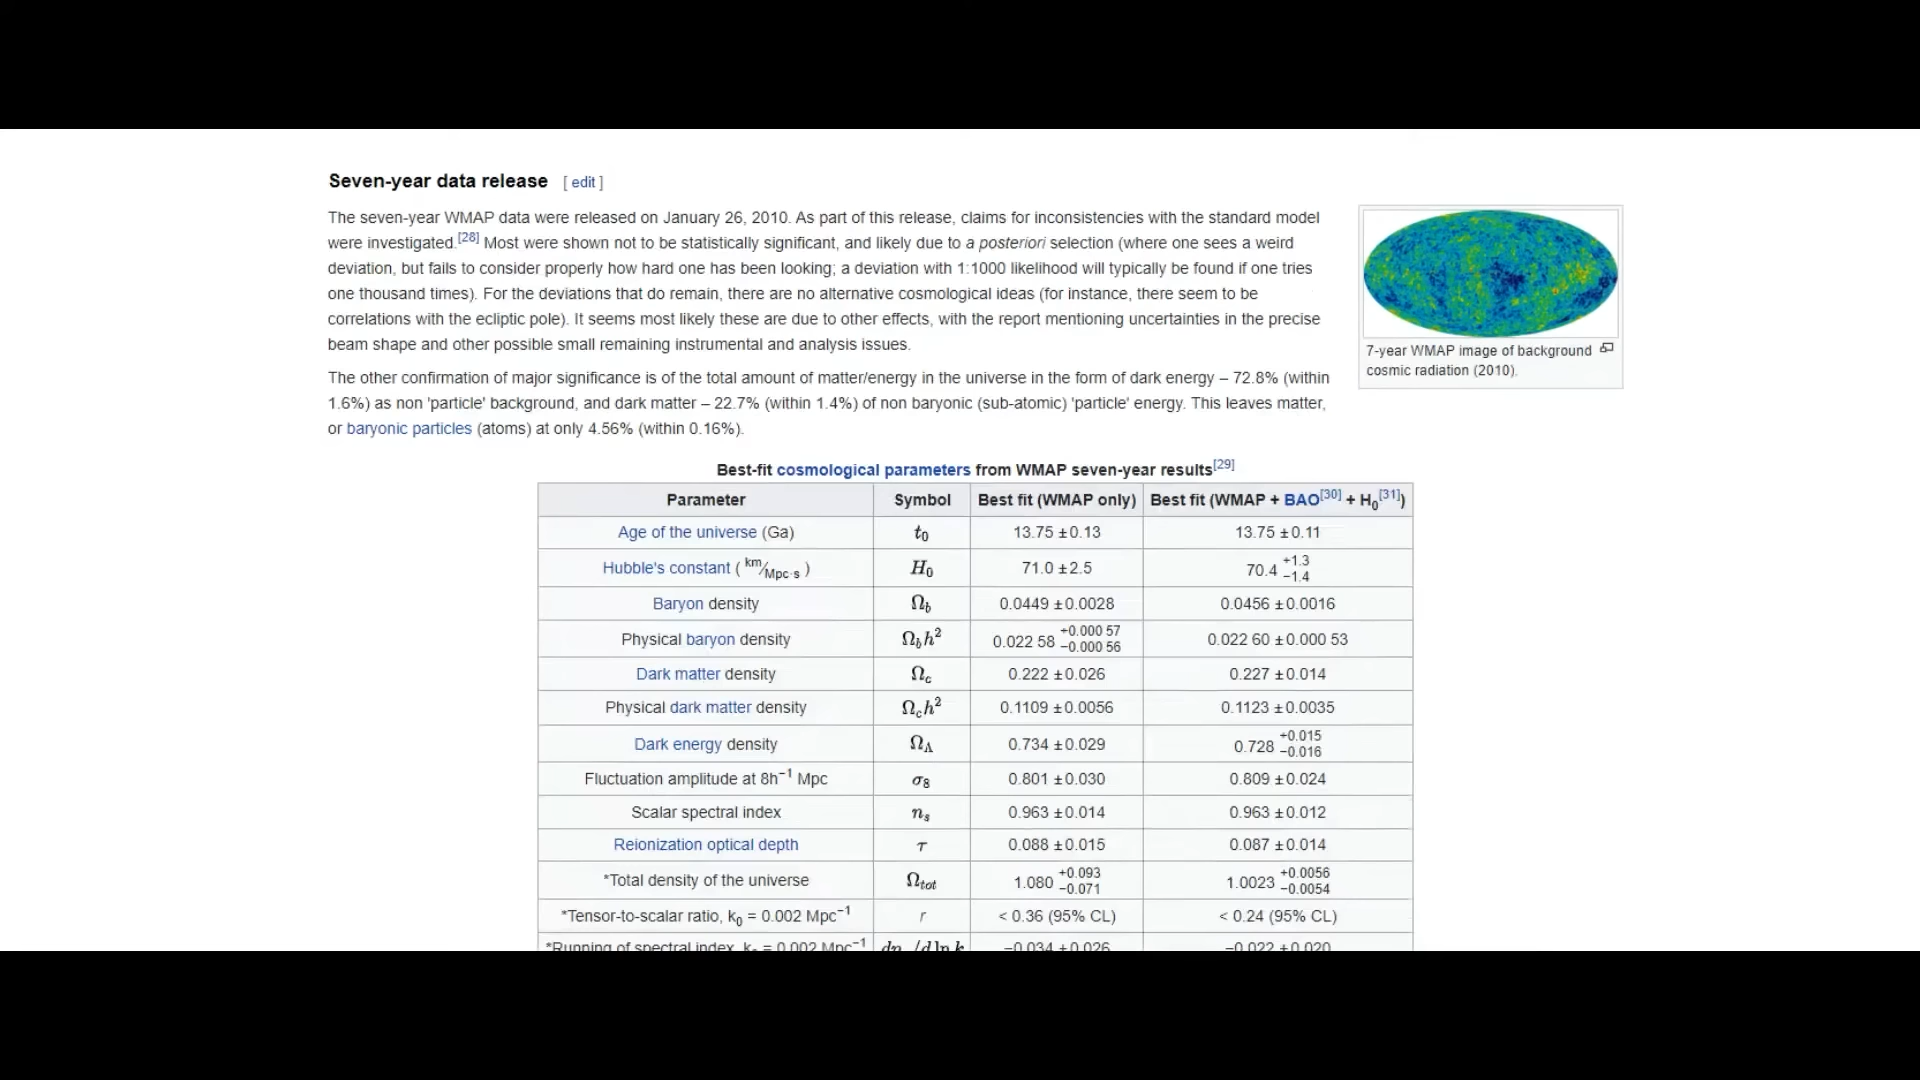 Seven-year data release [ edit ]
The seven-year WMAP data were released on January 26, 2010. As part of this release, claims for inconsistencies with the standard model
were investigated.[28] Most were shown not to be statistically significant, and likely due to a posteriori selection (where one sees a weird
deviation, but fails to consider properly how hard one has been looking; a deviation with 1:1000 likelihood will typically be found if one tries
one thousand times). For the deviations that do remain, there are no alternative cosmological ideas (for instance, there seem to be
correlations with the ecliptic pole). It seems most likely these are due to other effects, with the report mentioning uncertainties in the precise
beam shape and other possible small remaining instrumental and analysis issues.
7-year WMAP image of background
cosmic radiation (2010).
The other confirmation of major significance is of the total amount of matter/energy in the universe in the form of dark energy – 72.8% (within
1.6%) as non 'particle' background, and dark matter – 22.7% (within 1.4%) of non baryonic (sub-atomic) 'particle' energy. This leaves matter,
or baryonic particles (atoms) at only 4.56% (within 0.16%).
Best-fit cosmological parameters from WMAP seven-year results[29]
Parameter Symbol Best fit (WMAP only) Best fit (WMAP + BAO[30] + H0[31])
Age of the universe (Ga) t0 13.75 ±0.13 13.75 ±0.11
Hubble's constant ( km/Mpc·s ) H0 71.0 ±2.5 70.4 +1.3 −1.4
Baryon density Ωb 0.0449 ±0.0028 0.0456 ±0.0016
Physical baryon density Ωbh² 0.022 58 +0.000 57 −0.000 56 0.022 60 ±0.000 53
Dark matter density Ωc 0.222 ±0.026 0.227 ±0.014
Physical dark matter density Ωch² 0.1109 ±0.0056 0.1123 ±0.0035
Dark energy density ΩΛ 0.734 ±0.029 0.728 +0.015 −0.016
Fluctuation amplitude at 8h⁻¹ Mpc σ8 0.801 ±0.030 0.809 ±0.024
Scalar spectral index ns 0.963 ±0.014 0.963 ±0.012
Reionization optical depth τ 0.088 ±0.015 0.087 ±0.014
*Total density of the universe Ωtot 1.080 +0.093 −0.071 1.0023 +0.0056 −0.0054
*Tensor-to-scalar ratio, k0 = 0.002 Mpc⁻¹ r < 0.36 (95% CL) < 0.24 (95% CL)
*Running of spectral index, k0 = 0.002 Mpc⁻¹ dns/d ln k −0.034 ±0.026 −0.022 ±0.020